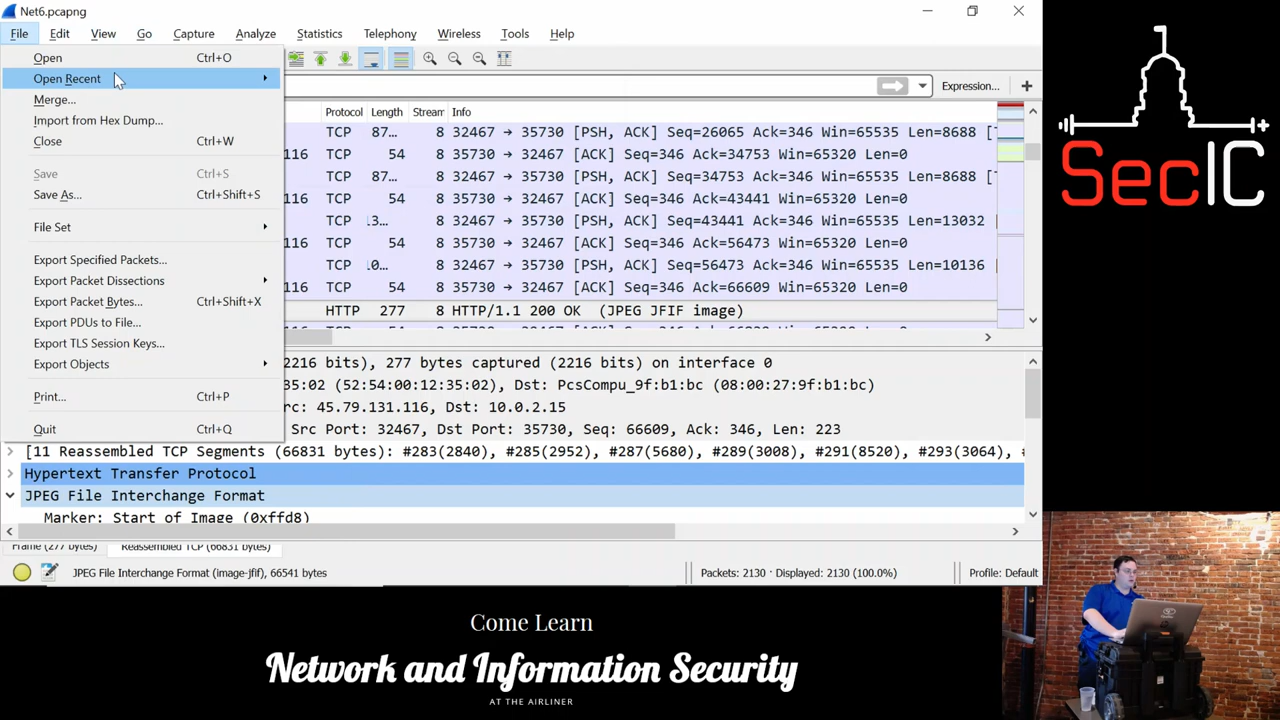 Net6.pcapng
File Edit View Go Capture Analyze Statistics Telephony Wireless Tools Help
Open Ctrl+O
Open Recent
Merge...
Import from Hex Dump...
Close Ctrl+W
Save Ctrl+S
Save As... Ctrl+Shift+S
File Set
Export Specified Packets...
Export Packet Dissections
Export Packet Bytes... Ctrl+Shift+X
Export PDUs to File...
Export TLS Session Keys...
Export Objects
Print... Ctrl+P
Quit Ctrl+Q
Expression...
Protocol Length Stream Info
TCP 87... 8 32467 → 35730 [PSH, ACK] Seq=26065 Ack=346 Win=65535 Len=8688 [
116 TCP 54 8 35730 → 32467 [ACK] Seq=346 Ack=34753 Win=65320 Len=0
TCP 87... 8 32467 → 35730 [PSH, ACK] Seq=34753 Ack=346 Win=65535 Len=8688 [
116 TCP 54 8 35730 → 32467 [ACK] Seq=346 Ack=43441 Win=65320 Len=0
TCP 13... 8 32467 → 35730 [PSH, ACK] Seq=43441 Ack=346 Win=65535 Len=13032
116 TCP 54 8 35730 → 32467 [ACK] Seq=346 Ack=56473 Win=65320 Len=0
TCP 10... 8 32467 → 35730 [PSH, ACK] Seq=56473 Ack=346 Win=65535 Len=10136
116 TCP 54 8 35730 → 32467 [ACK] Seq=346 Ack=66609 Win=65320 Len=0
HTTP 277 8 HTTP/1.1 200 OK (JPEG JFIF image)
(2216 bits), 277 bytes captured (2216 bits) on interface 0
35:02 (52:54:00:12:35:02), Dst: PcsCompu_9f:b1:bc (08:00:27:9f:b1:bc)
rc: 45.79.131.116, Dst: 10.0.2.15
Src Port: 32467, Dst Port: 35730, Seq: 66609, Ack: 346, Len: 223
[11 Reassembled TCP Segments (66831 bytes): #283(2840), #285(2952), #287(5680), #289(3008), #291(8520), #293(3064),
Hypertext Transfer Protocol
JPEG File Interchange Format
Marker: Start of Image (0xffd8)
Frame (277 bytes) Reassembled TCP (66831 bytes)
JPEG File Interchange Format (image-jfif), 66541 bytes
Packets: 2130 · Displayed: 2130 (100.0%)
Profile: Default
SecIC
Come Learn
Network and Information Security
AT THE AIRLINER